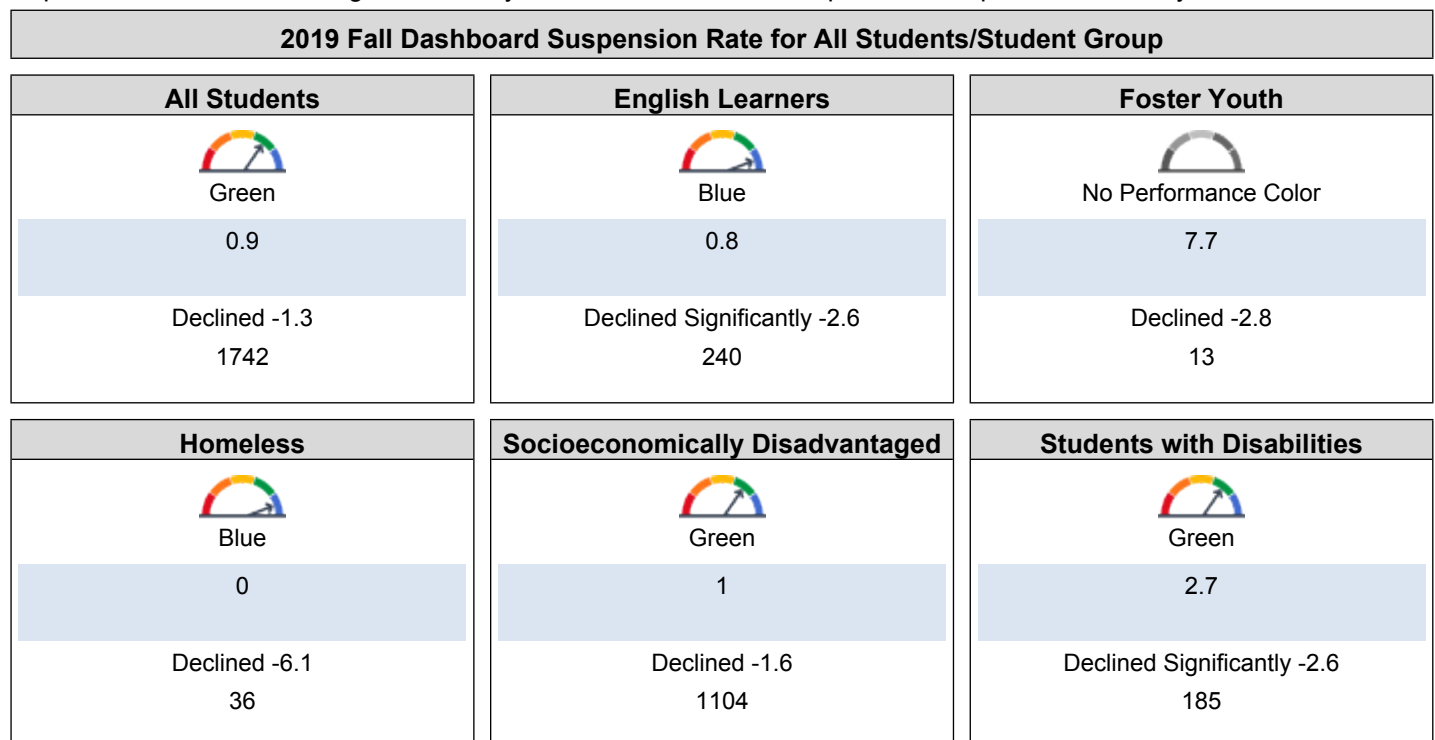 2019 Fall Dashboard Suspension Rate for All Students/Student Group
All Students
Green
0.9
Declined -1.3
1742
English Learners
Blue
0.8
Declined Significantly -2.6
240
Foster Youth
No Performance Color
7.7
Declined -2.8
13
Homeless
Blue
0
Declined -6.1
36
Socioeconomically Disadvantaged
Green
1
Declined -1.6
1104
Students with Disabilities
Green
2.7
Declined Significantly -2.6
185